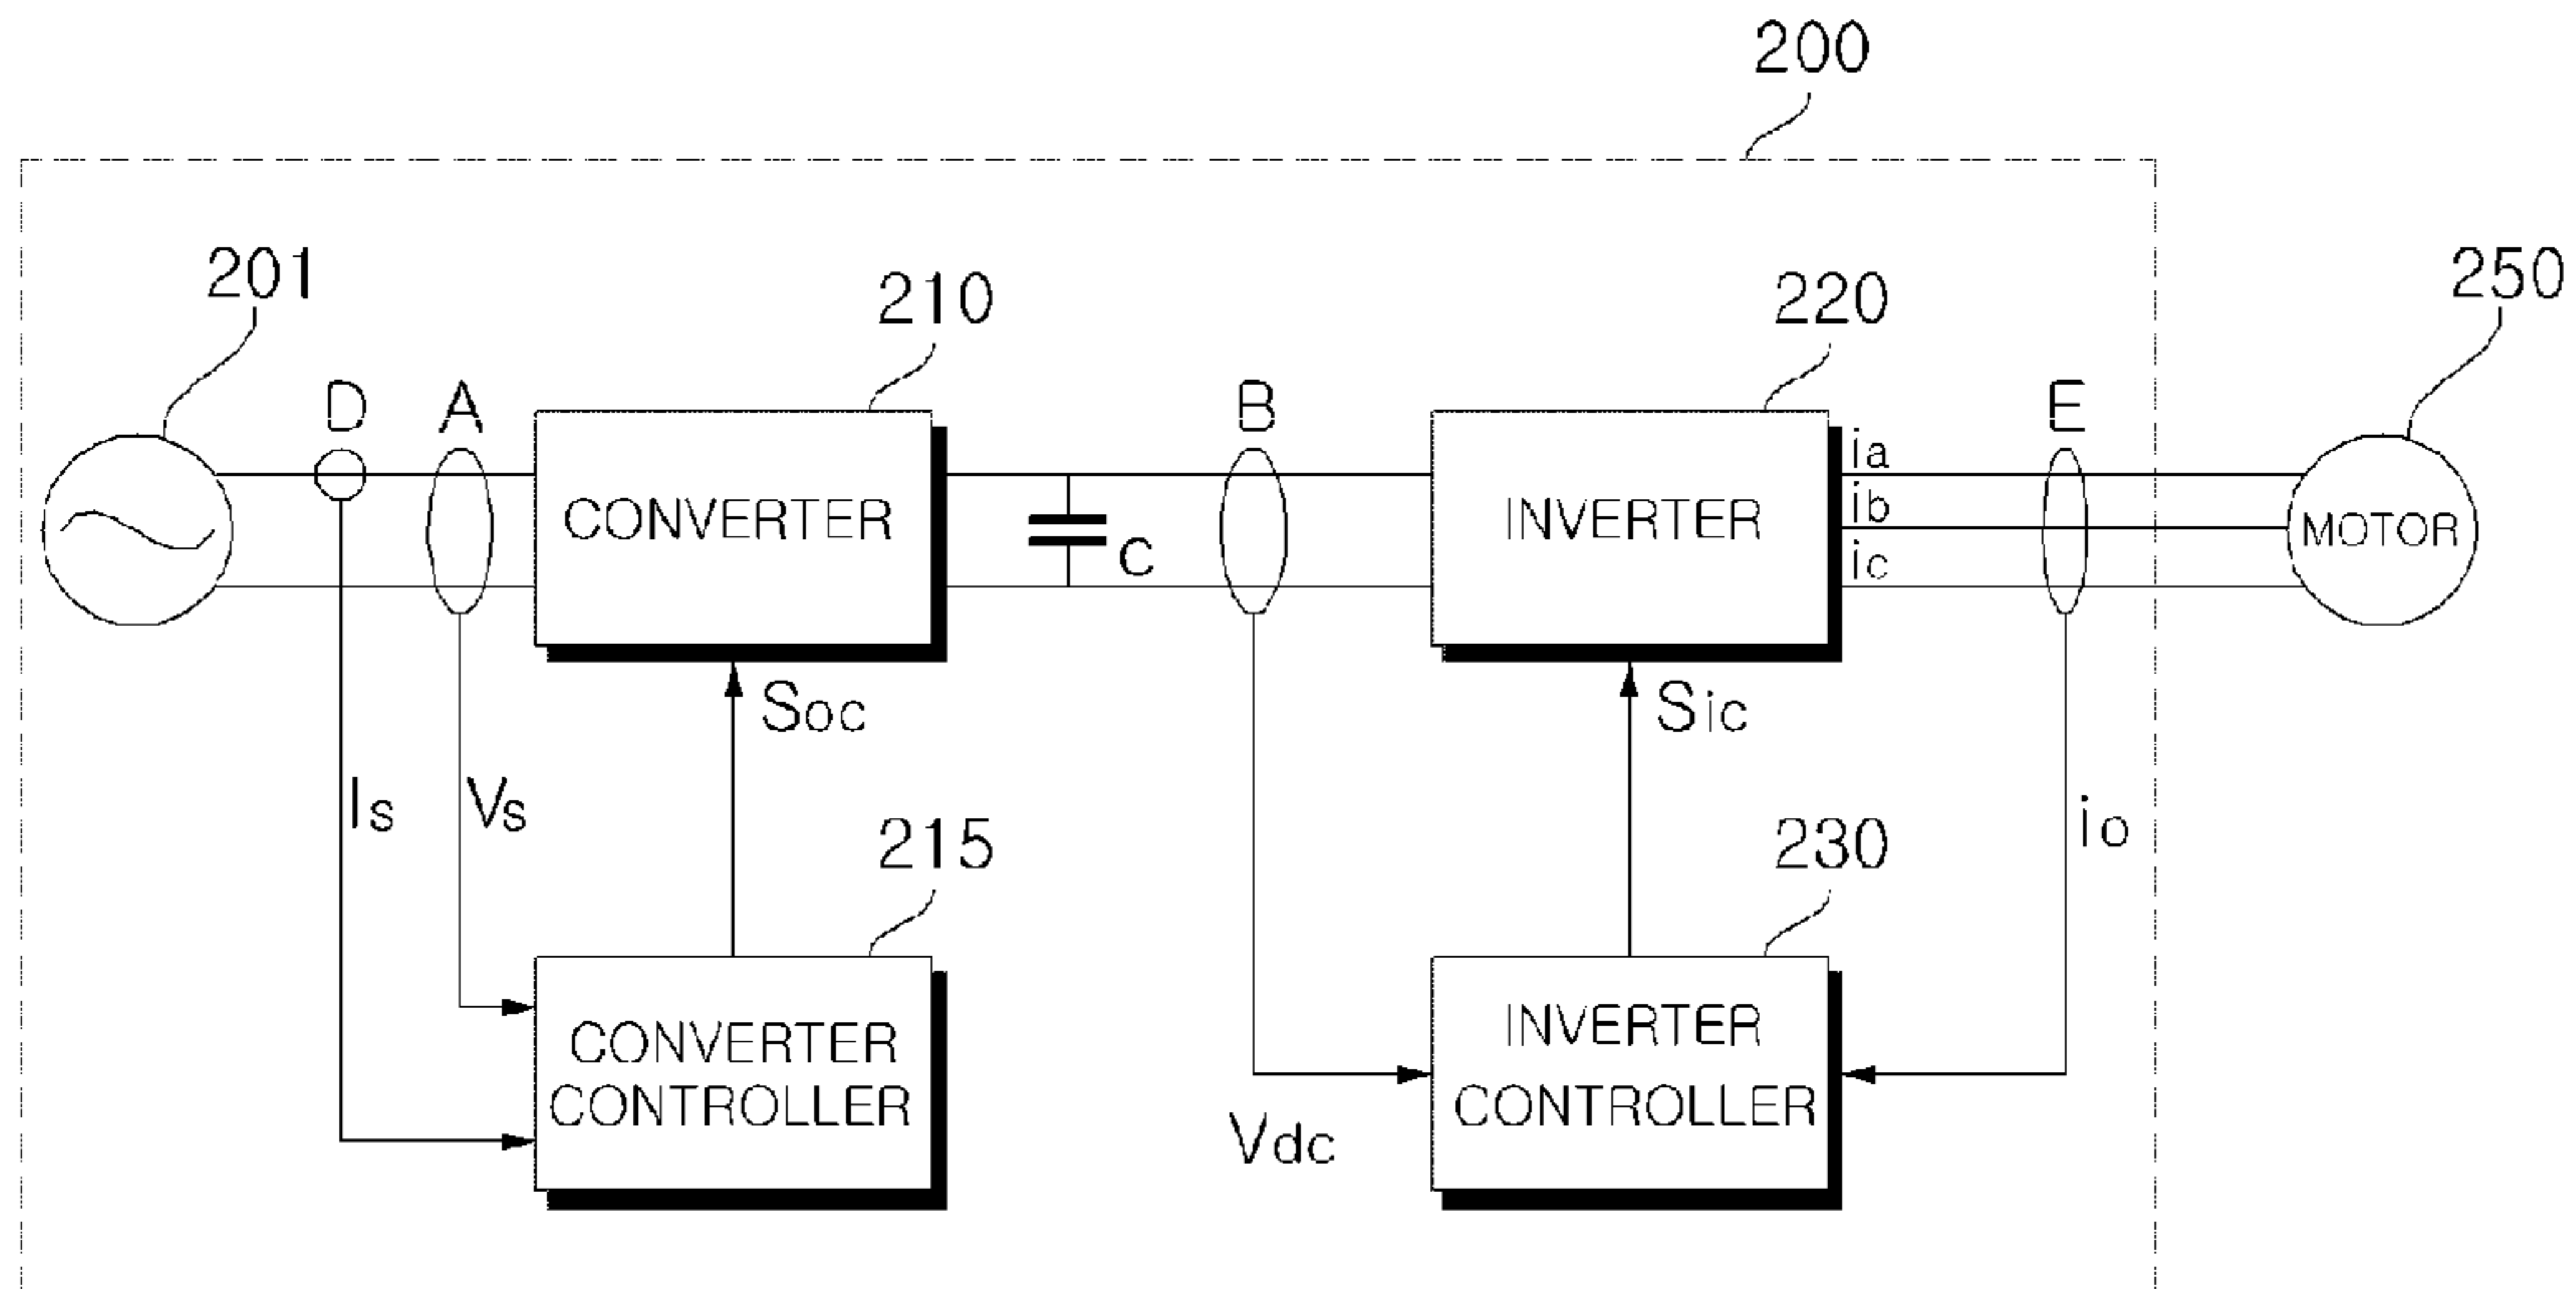 200
201
210
220
250
D
A
B
E
CONVERTER
C
INVERTER
ia
ib
ic
MOTOR
Soc
Sic
Is
Vs
215
230
io
CONVERTER
CONTROLLER
Vdc
INVERTER
CONTROLLER